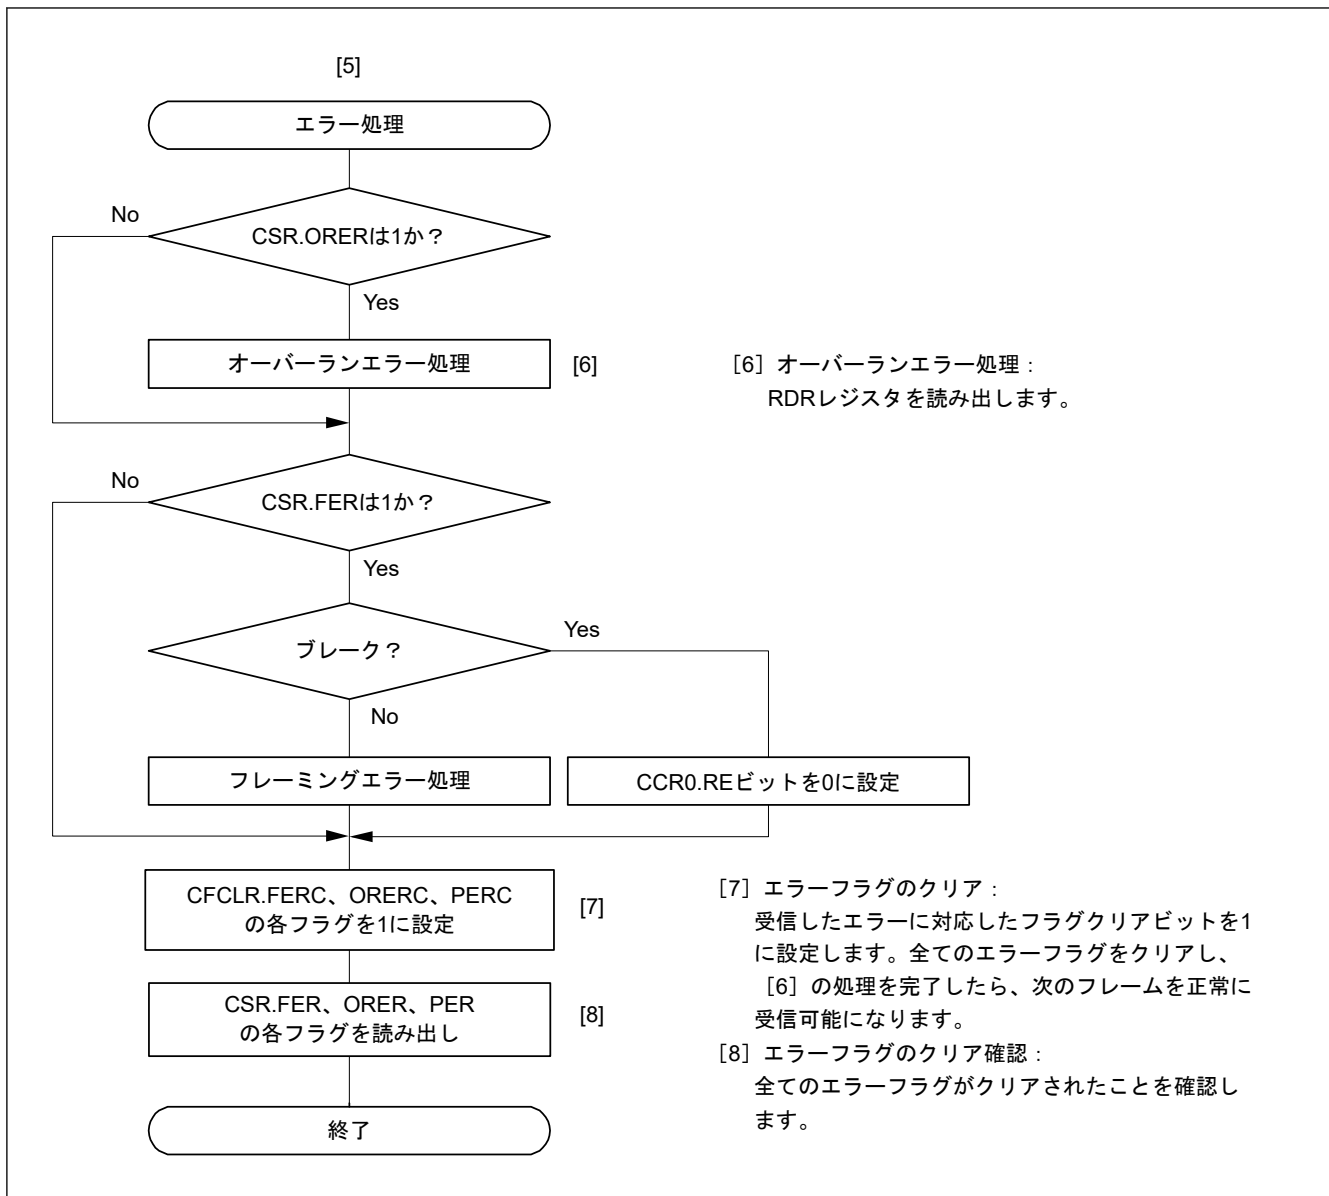 [5]
エラー処理
No
CSR.ORERは1か？
Yes
オーバーランエラー処理
[6]
［6］オーバーランエラー処理：
RDRレジスタを読み出します。
No
CSR.FERは1か？
Yes
ブレーク？
Yes
No
フレーミングエラー処理
CCR0.REビットを0に設定
CFCLR.FERC、ORERC、PERC
の各フラグを1に設定
[7]
［7］エラーフラグのクリア：
受信したエラーに対応したフラグクリアビットを1
に設定します。全てのエラーフラグをクリアし、
［6］の処理を完了したら、次のフレームを正常に
受信可能になります。
CSR.FER、ORER、PER
の各フラグを読み出し
[8]
［8］エラーフラグのクリア確認：
全てのエラーフラグがクリアされたことを確認し
ます。
終了